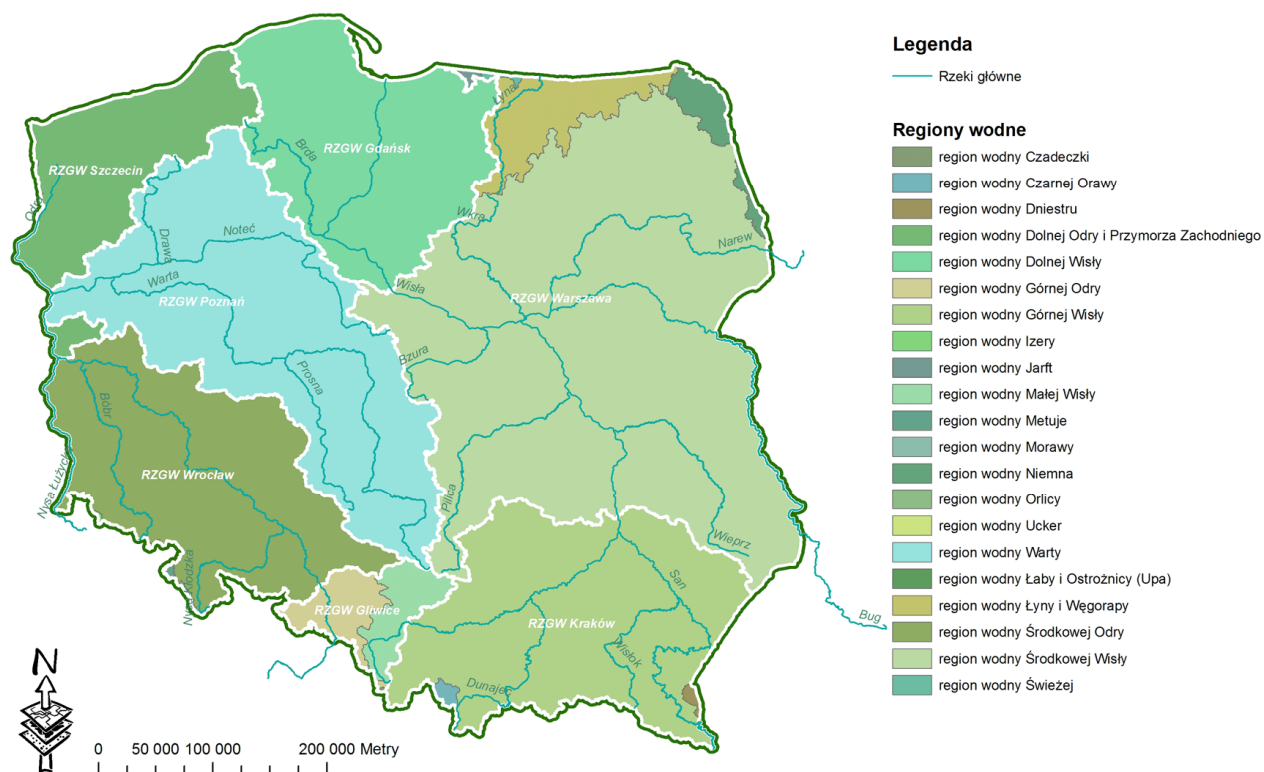 Legenda
Rzeki główne
Regiony wodne
region wodny Czadeczki
region wodny Czarnej Orawy
region wodny Dniestru
region wodny Dolnej Odry i Przymorza Zachodniego
region wodny Dolnej Wisły
region wodny Górnej Odry
region wodny Górnej Wisły
region wodny Izery
region wodny Jarft
region wodny Małej Wisły
region wodny Metuje
region wodny Morawy
region wodny Niemna
region wodny Orlicy
region wodny Ucker
region wodny Warty
region wodny Łaby i Ostrożnicy (Upa)
region wodny Łyny i Węgorapy
region wodny Środkowej Odry
region wodny Środkowej Wisły
region wodny Świeżej
Łyna
Brda
RZGW Gdańsk
RZGW Szczecin
Odra
Wkra
Drawa
Noteć
Narew
Warta
Wisła
RZGW Poznań
RZGW Warszawa
Bzura
Prosna
Bóbr
RZGW Wrocław
Nysa Łużyck
Pilica
Wieprz
Nysa Kłodzka
San
RZGW Gliwice
RZGW Kraków
Bug
Wisłok
Dunajec
N
0 50 000 100 000 200 000 Metry